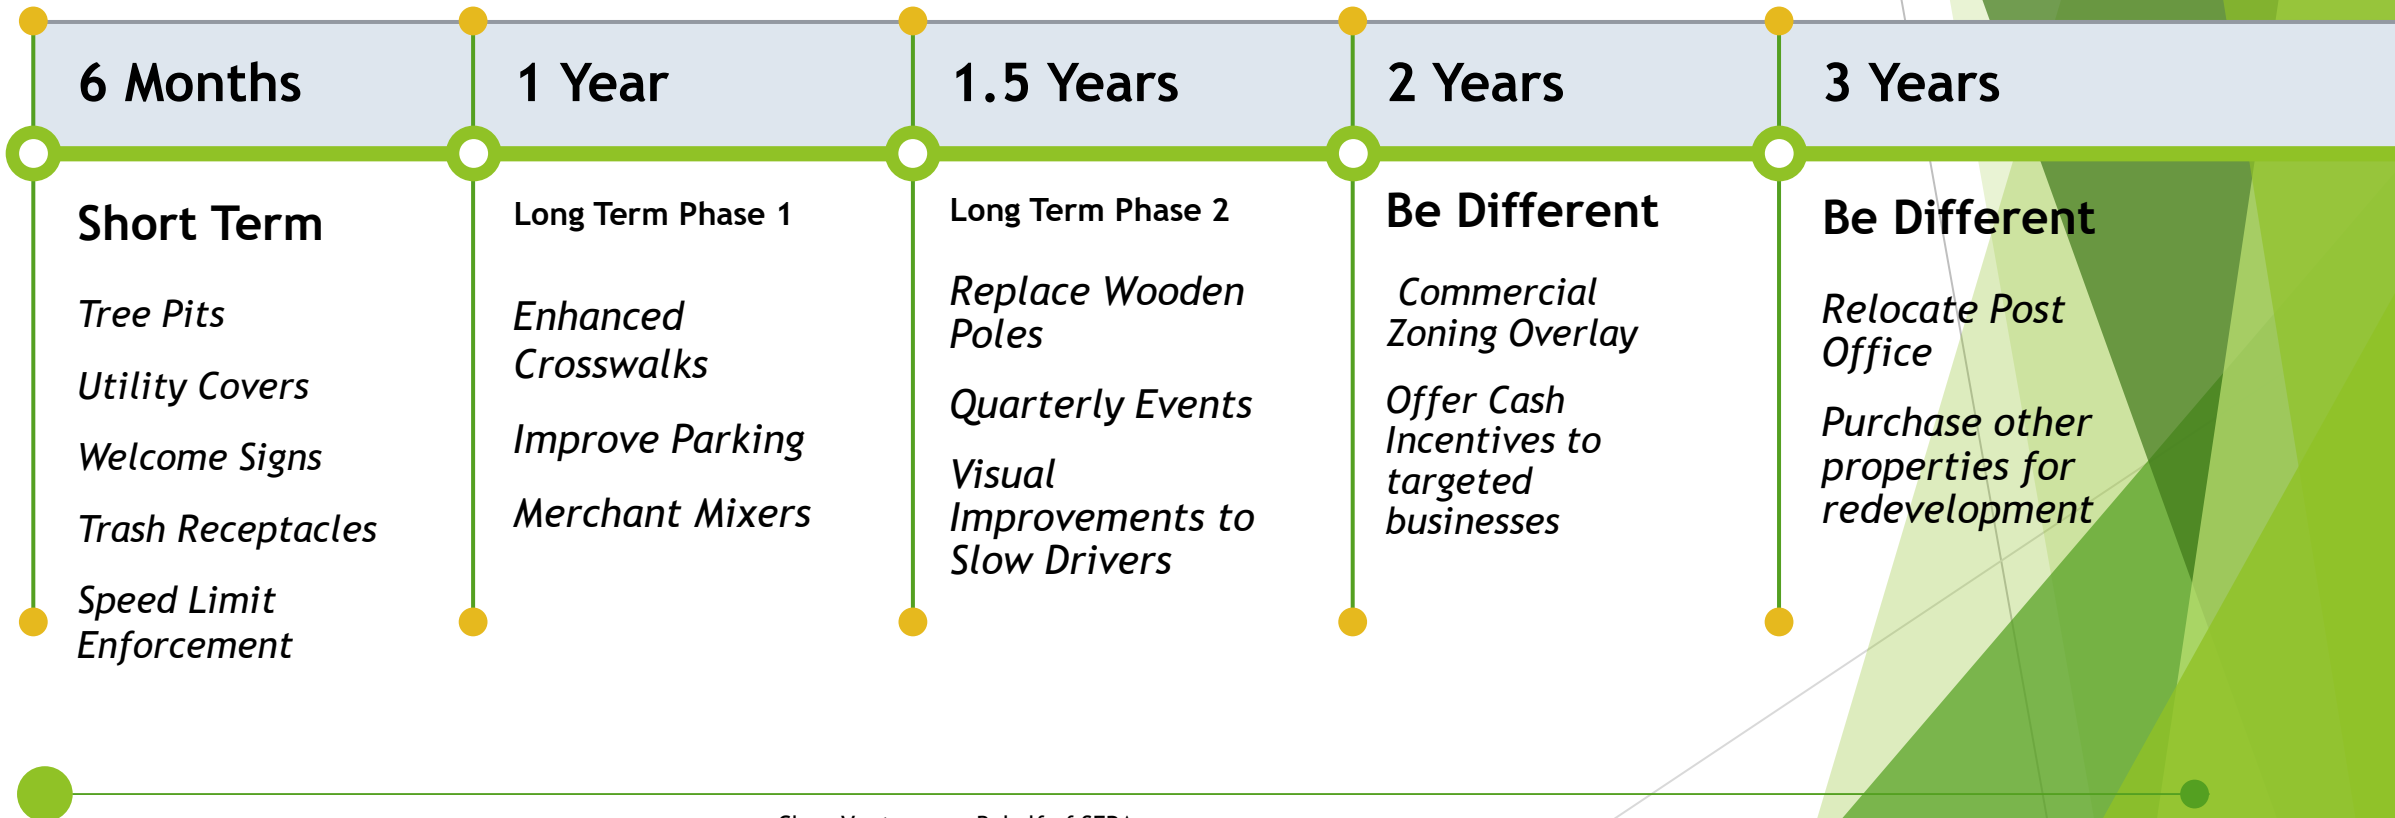 6 Months
1 Year
1.5 Years
2 Years
3 Years
Short Term
Tree Pits
Utility Covers
Welcome Signs
Trash Receptacles
Speed Limit
Enforcement
Long Term Phase 1
Enhanced
Crosswalks
Improve Parking
Merchant Mixers
Long Term Phase 2
Replace Wooden
Poles
Quarterly Events
Visual
Improvements to
Slow Drivers
Be Different
Commercial
Zoning Overlay
Offer Cash
Incentives to
targeted
businesses
Be Different
Relocate Post
Office
Purchase other
properties for
redevelopment